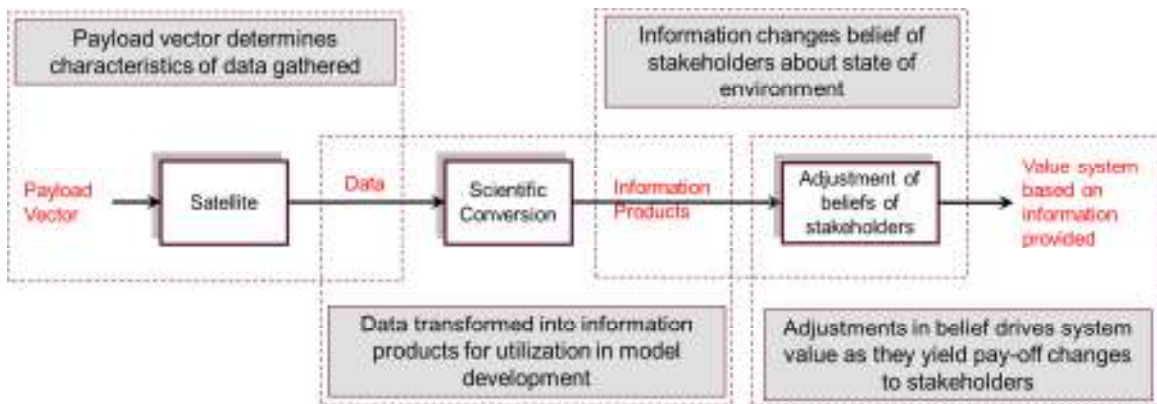 Payload vector determines
characteristics of data gathered
Information changes belief of
stakeholders about state of
environment
Payload
Vector
Satellite
Data
Scientific
Conversion
Information
Products
Adjustment of
beliefs of
stakeholders
Value system
based on
information
provided
Data transformed into information
products for utilization in model
development
Adjustments in belief drives system
value as they yield pay-off changes
to stakeholders